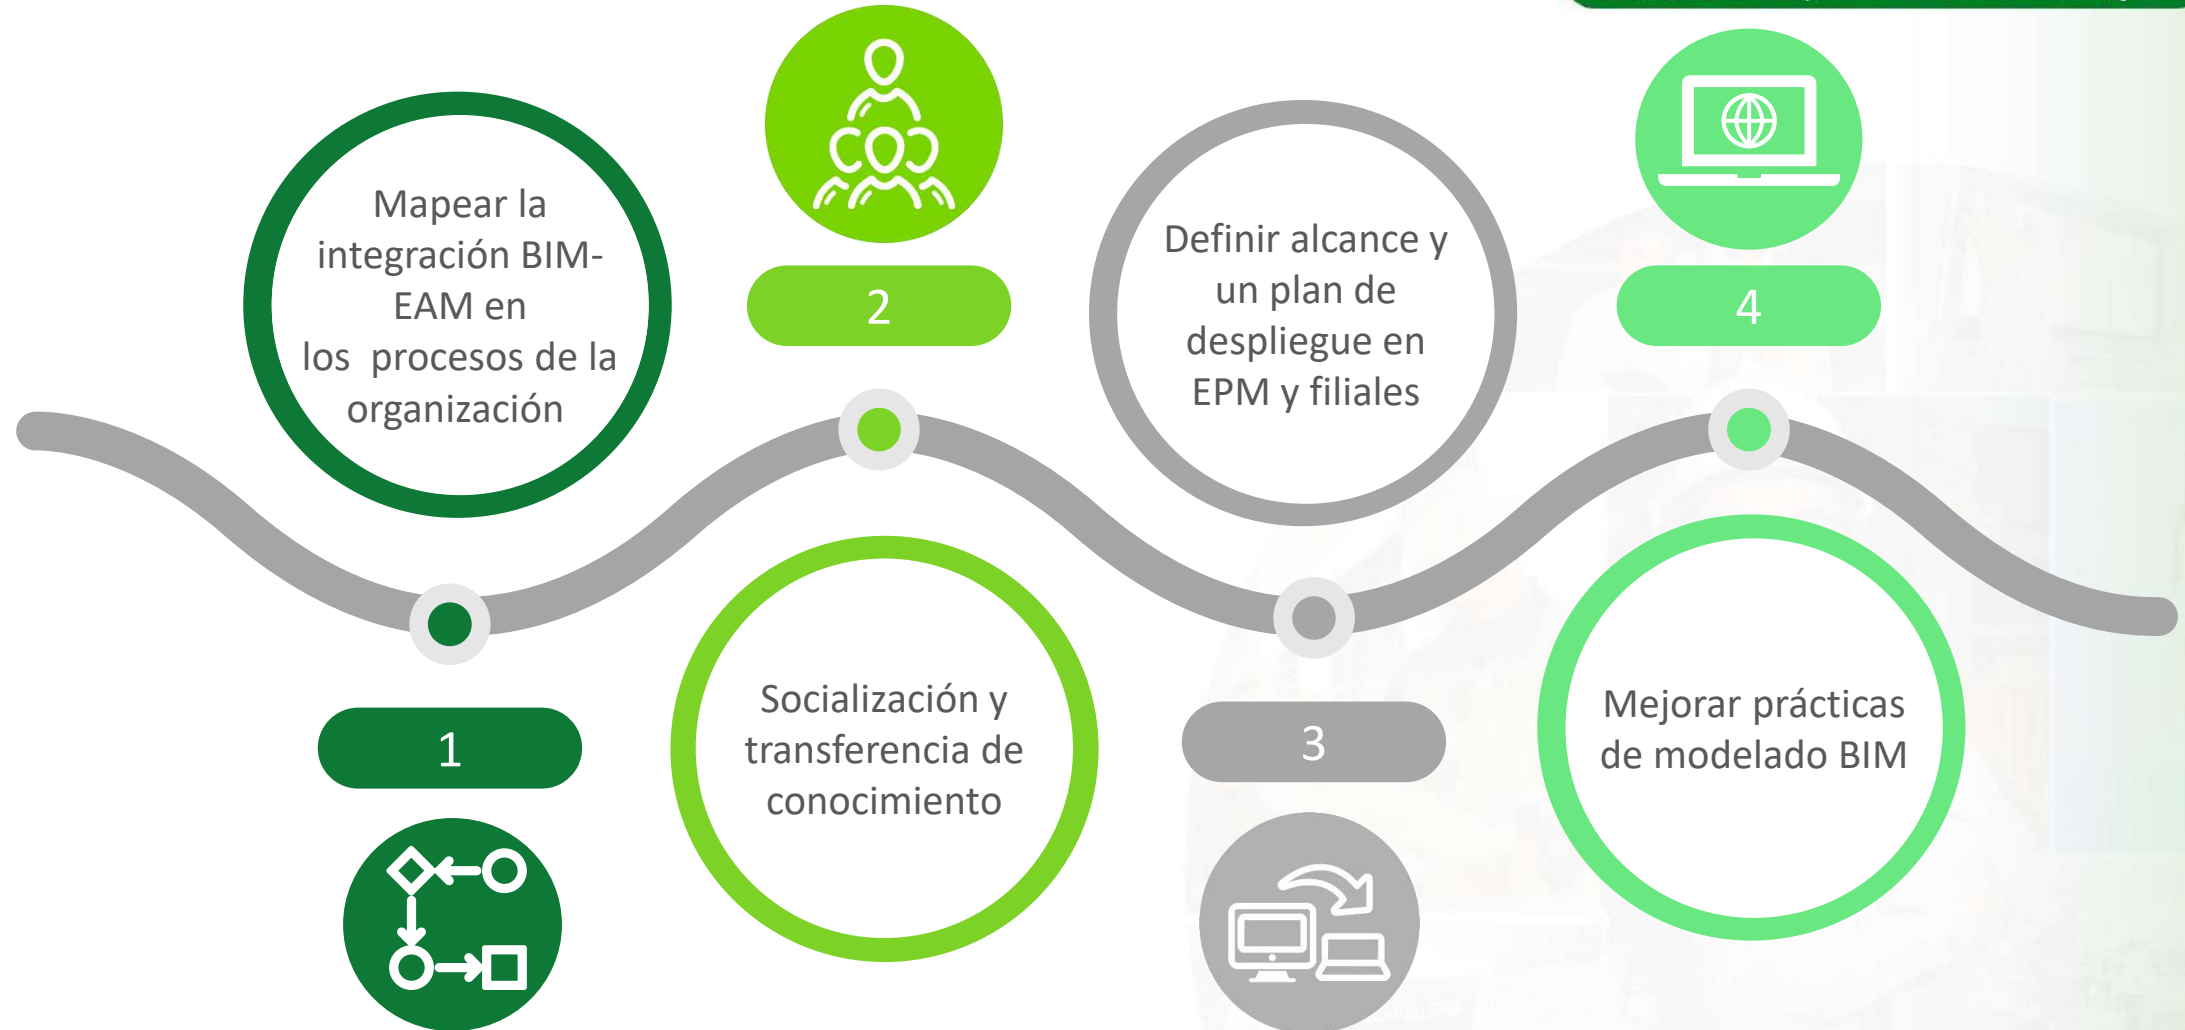 Mapear la
integración BIM-
EAM en
los  procesos de la
organización
1
2
Socialización y
transferencia de
conocimiento
Definir alcance y
un plan de
despliegue en
EPM y filiales
3
4
Mejorar prácticas
de modelado BIM